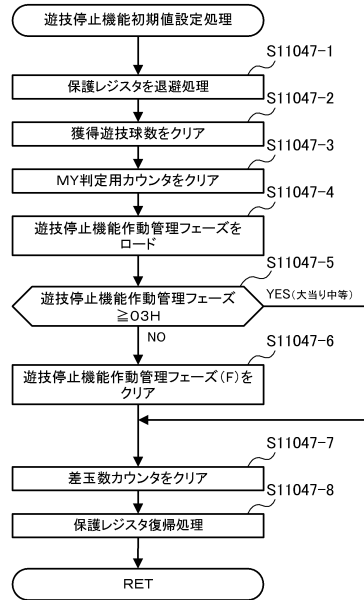 遊技停止機能初期値設定処理
S11047-1
保護レジスタを退避処理
S11047-2
獲得遊技球数をクリア
S11047-3
MY判定用カウンタをクリア
S11047-4
遊技停止機能作動管理フェーズを
ロード
S11047-5
遊技停止機能作動管理フェーズ
≧03H
YES(大当り中等)
NO
S11047-6
遊技停止機能作動管理フェーズ(F)を
クリア
S11047-7
差玉数カウンタをクリア
S11047-8
保護レジスタ復帰処理
RET